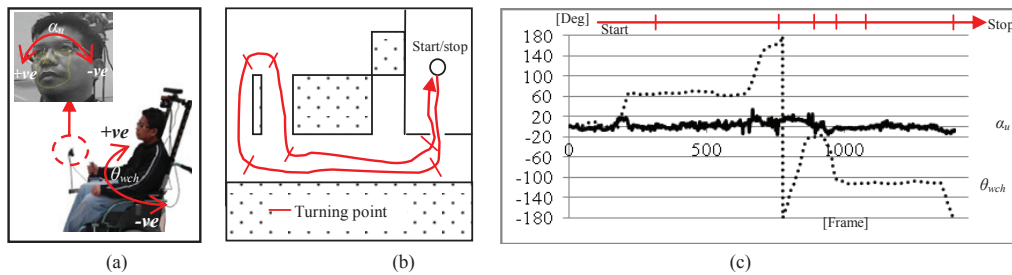 αu
+ve
-ve
+ve
θwch
-ve
(a)
Start/stop
Turning point
(b)
[Deg]
Start
Stop
180
140
100
60
20
-20
-60
-100
-140
-180
0
500
1000
αu
θwch
[Frame]
(c)